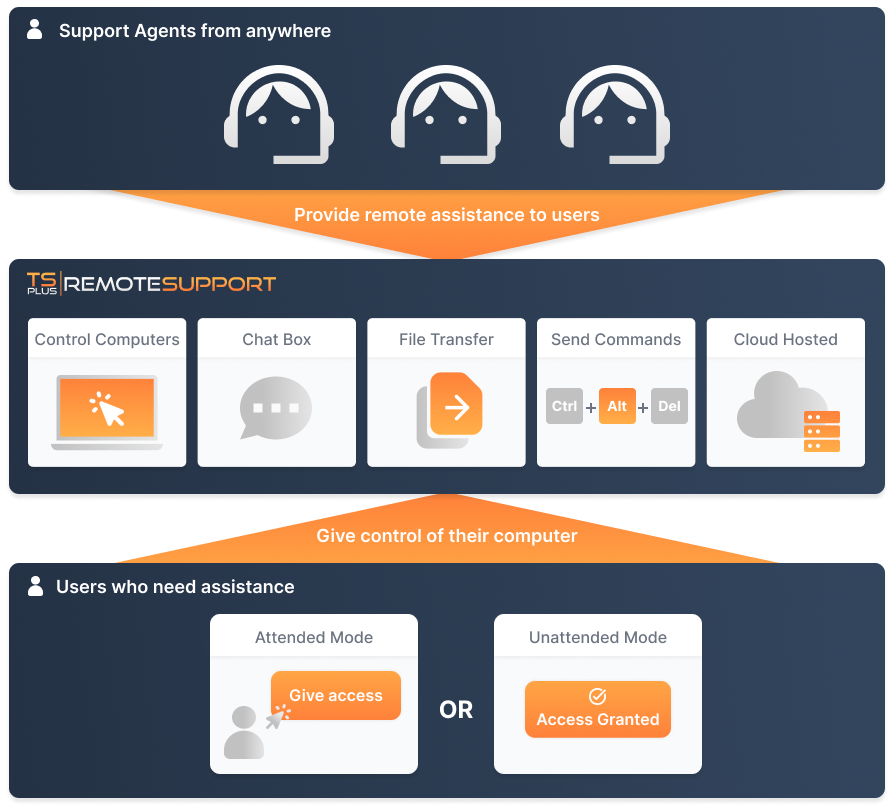 Support Agents from anywhere
Provide remote assistance to users
TS PLUS REMOTESUPPORT
Control Computers
Chat Box
File Transfer
Send Commands
Cloud Hosted
Ctrl + Alt + Del
Give control of their computer
Users who need assistance
Attended Mode
Unattended Mode
Give access
OR
Access Granted